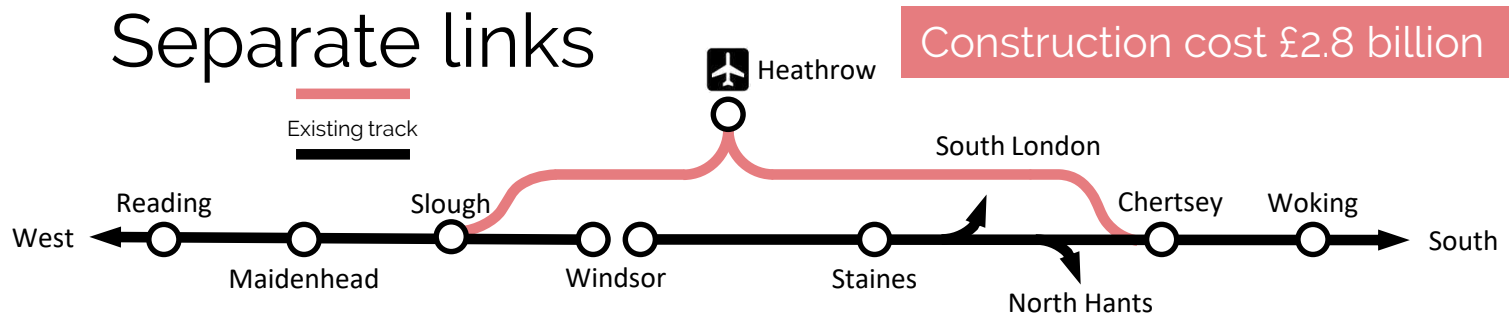 Separate links
Construction cost £2.8 billion
Heathrow
Existing track
South London
Reading
Slough
Chertsey
Woking
West
South
Maidenhead
Windsor
Staines
North Hants